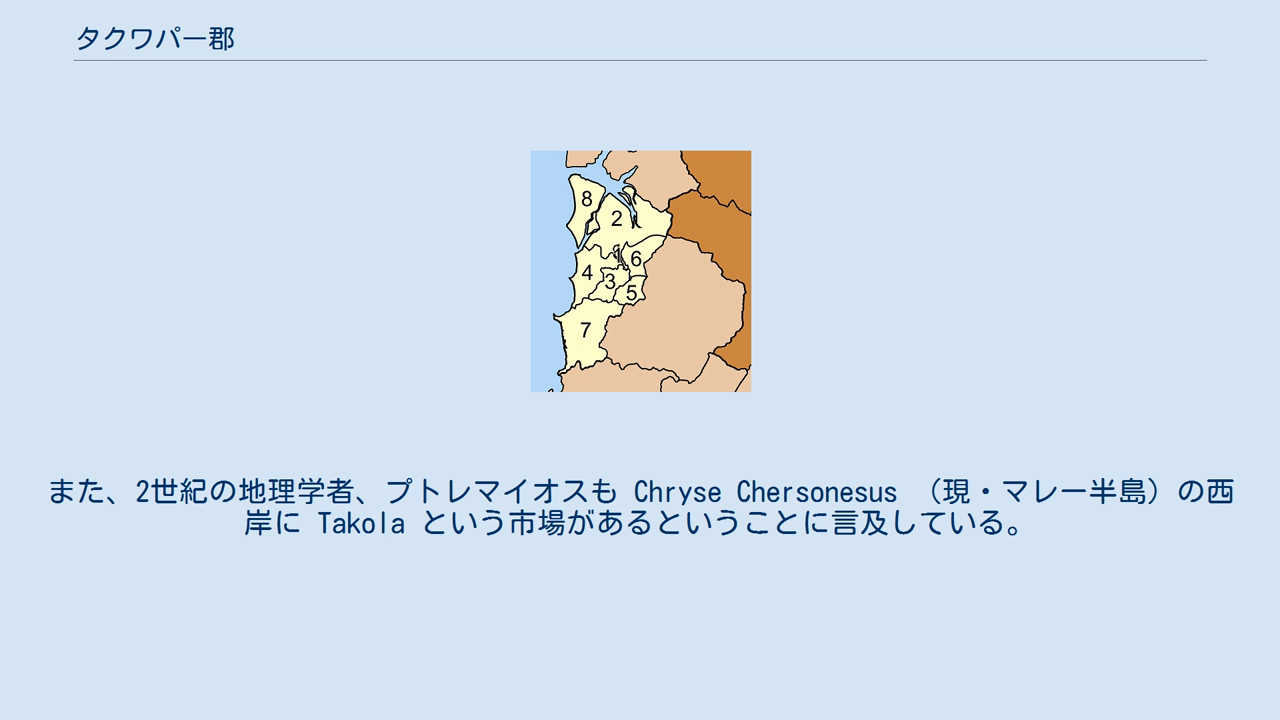 タクワパー郡
8
2
1
6
4
3
5
7
また、2世紀の地理学者、プトレマイオスも Chryse Chersonesus （現・マレー半島）の西
岸に Takola という市場があるということに言及している。